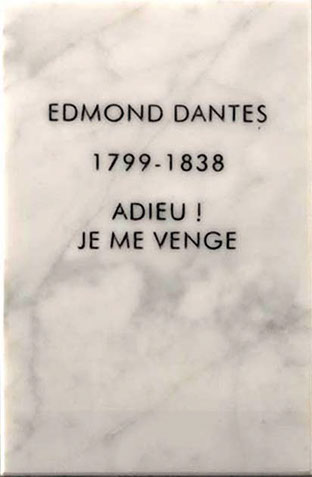 EDMOND DANTES
1799-1838
ADIEU !
JE ME VENGE